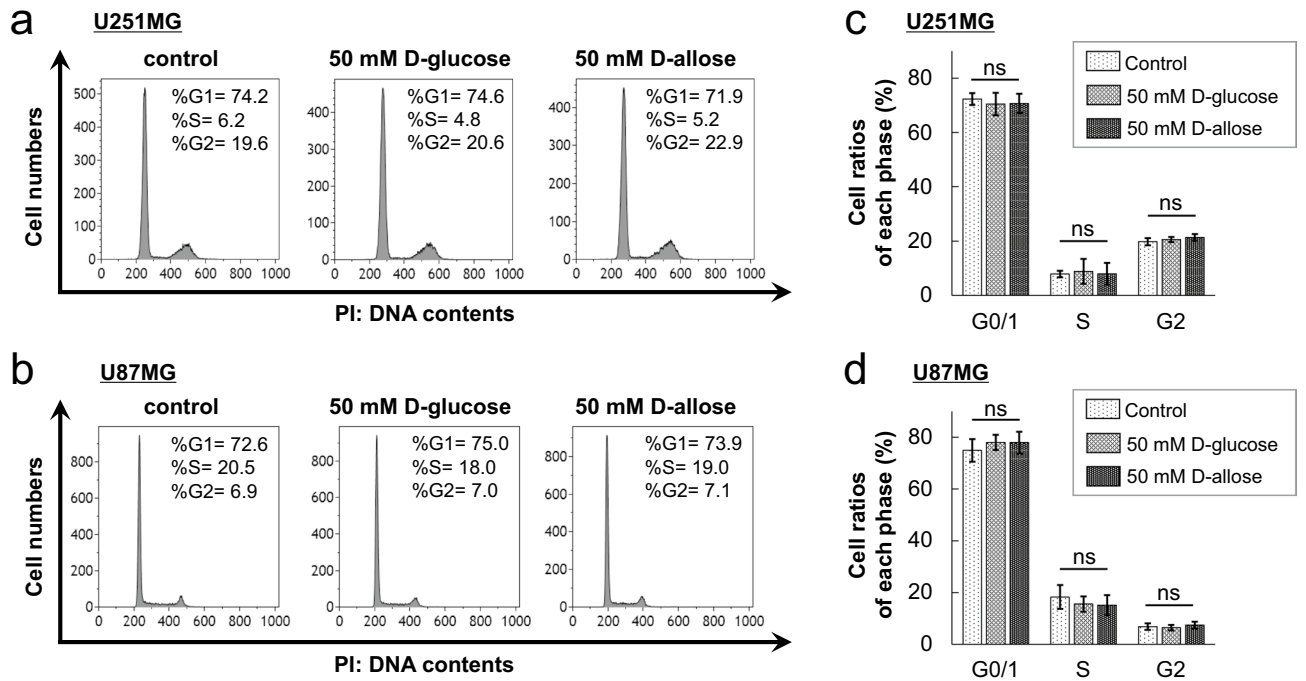 a
U251MG
control
50 mM D-glucose
50 mM D-allose
Cell numbers
500
400
300
200
100
0
%G1= 74.2
%S= 6.2
%G2= 19.6
0 200 400 600 800 1000
400
300
200
100
0
%G1= 74.6
%S= 4.8
%G2= 20.6
0 200 400 600 800 1000
400
300
200
100
0
%G1= 71.9
%S= 5.2
%G2= 22.9
0 200 400 600 800 1000
PI: DNA contents
b
U87MG
control
50 mM D-glucose
50 mM D-allose
Cell numbers
800
600
400
200
0
%G1= 72.6
%S= 20.5
%G2= 6.9
0 200 400 600 800 1000
800
600
400
200
0
%G1= 75.0
%S= 18.0
%G2= 7.0
0 200 400 600 800 1000
800
600
400
200
0
%G1= 73.9
%S= 19.0
%G2= 7.1
0 200 400 600 800 1000
PI: DNA contents
c
U251MG
Cell ratios
of each phase (%)
80
60
40
20
0
ns
ns
ns
G0/1 S G2
Control
50 mM D-glucose
50 mM D-allose
d
U87MG
Cell ratios
of each phase (%)
80
60
40
20
0
ns
ns
ns
G0/1 S G2
Control
50 mM D-glucose
50 mM D-allose